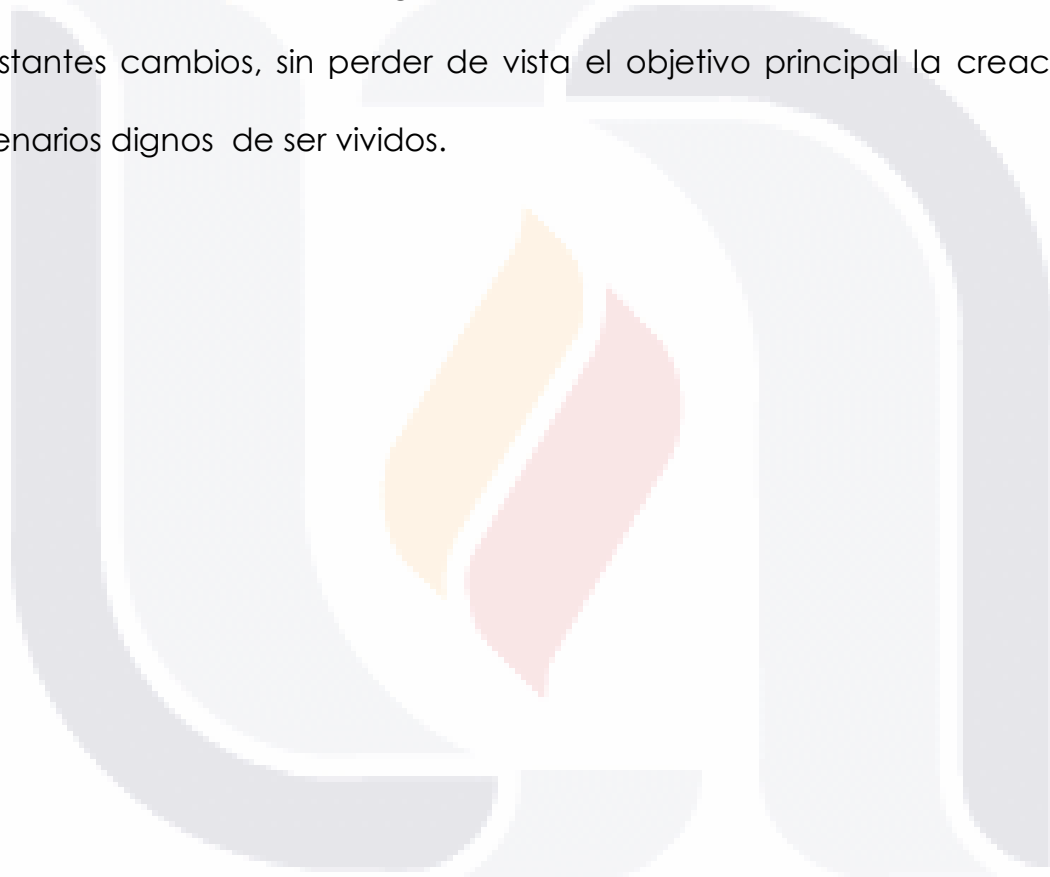 stantes cambios, sin perder de vista el objetivo principal la creac
enarios dignos  de ser vividos.